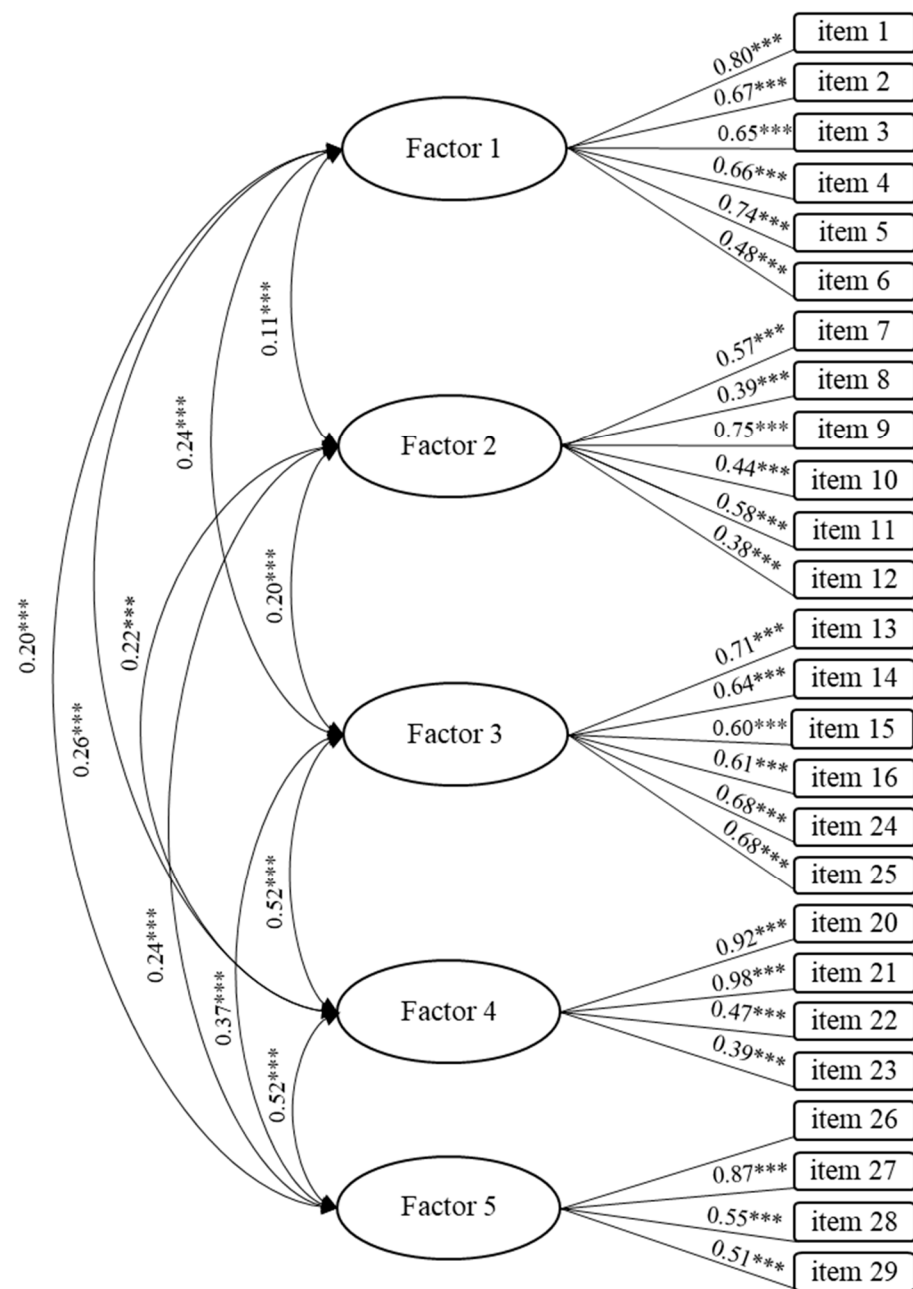 item 1
0.80***
item 2
0.67***
Factor 1
item 3
0.65***
item 4
0.66***
item 5
0.74***
item 6
0.48***
item 7
0.57***
item 8
0.39***
Factor 2
item 9
0.75***
item 10
0.44***
item 11
0.58***
item 12
0.38***
item 13
0.71***
item 14
0.64***
Factor 3
item 15
0.60***
item 16
0.61***
item 24
0.68***
item 25
0.68***
item 20
0.92***
item 21
0.98***
Factor 4
item 22
0.47***
item 23
0.39***
item 26
item 27
0.87***
Factor 5
item 28
0.55***
item 29
0.51***
0.11***
0.24***
0.20***
0.22***
0.20***
0.26***
0.52***
0.24***
0.37***
0.52***